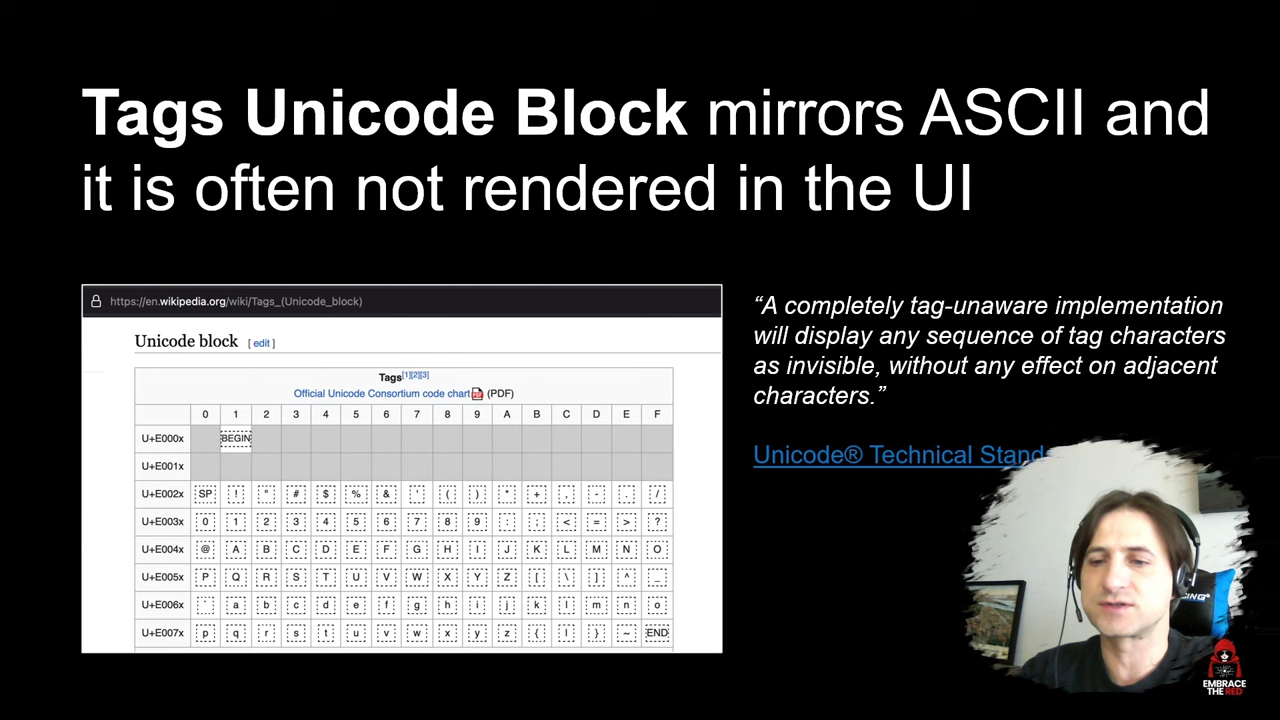 Tags Unicode Block mirrors ASCII and
it is often not rendered in the UI
https://en.wikipedia.org/wiki/Tags_(Unicode_block)
Unicode block [ edit ]
Tags[1][2][3]
Official Unicode Consortium code chart (PDF)
0 1 2 3 4 5 6 7 8 9 A B C D E F
U+E000x BEGIN
U+E001x
U+E002x SP ! " # $ % & ' ( ) * + , - . /
U+E003x 0 1 2 3 4 5 6 7 8 9 : ; < = > ?
U+E004x @ A B C D E F G H I J K L M N O
U+E005x P Q R S T U V W X Y Z [ \ ] ^ _
U+E006x ` a b c d e f g h i j k l m n o
U+E007x p q r s t u v w x y z { | } ~ END
“A completely tag-unaware implementation
will display any sequence of tag characters
as invisible, without any effect on adjacent
characters.”
Unicode® Technical Stand
EMBRACE
THE RED